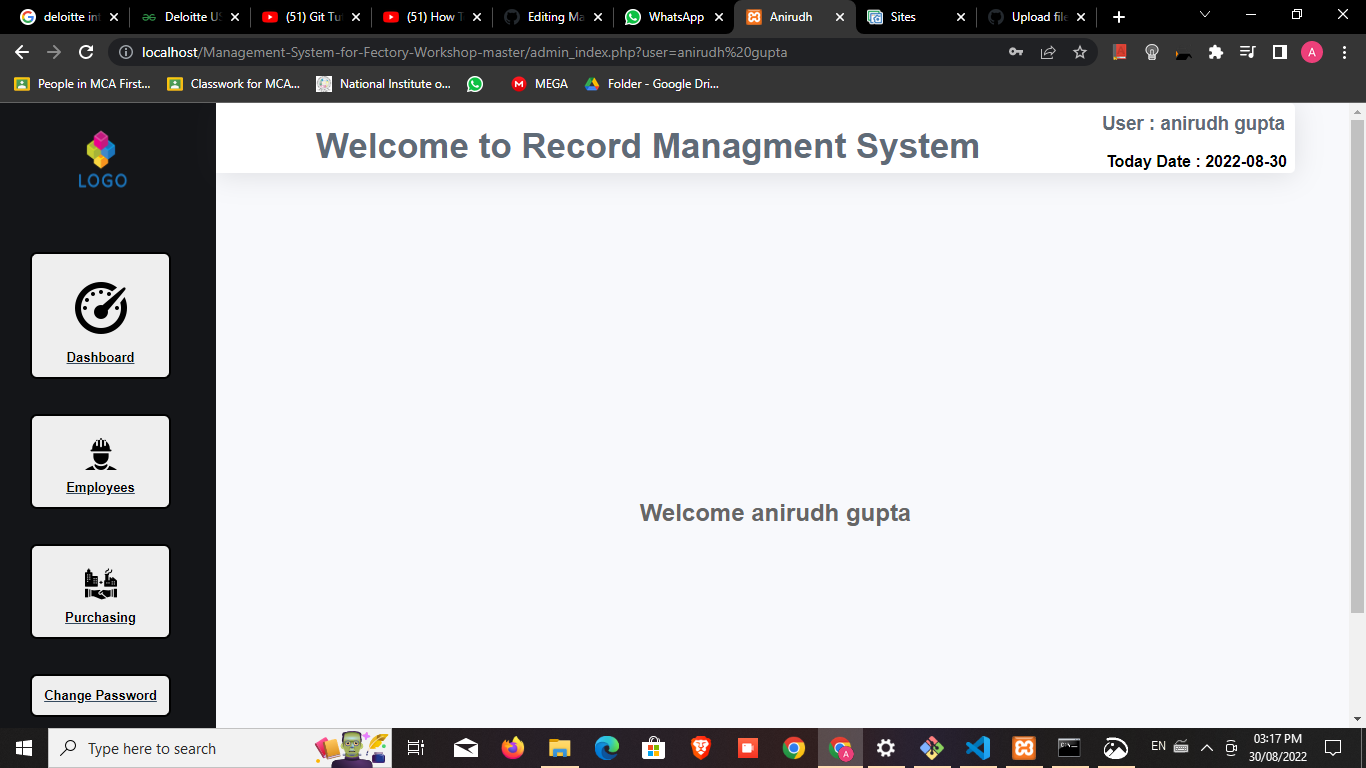 deloitte int
Deloitte US
(51) Git Tu
(51) How T
Editing Ma
WhatsApp
Anirudh
Sites
Upload file
localhost/Management-System-for-Fectory-Workshop-master/admin_index.php?user=anirudh%20gupta
A
People in MCA First...
Classwork for MCA...
National Institute o...
MEGA
Folder - Google Dri...
LOGO
Welcome to Record Managment System
User : anirudh gupta
Today Date : 2022-08-30
Dashboard
Employees
Purchasing
Change Password
Welcome anirudh gupta
Type here to search
EN
03:17 PM
30/08/2022